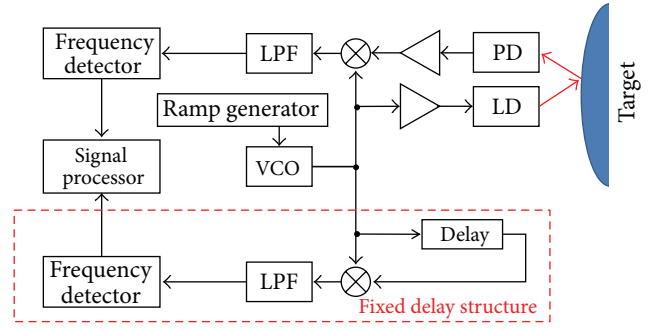 Frequency
detector
LPF
PD
LD
Target
Ramp generator
VCO
Signal
processor
Delay
Frequency
detector
LPF
Fixed delay structure